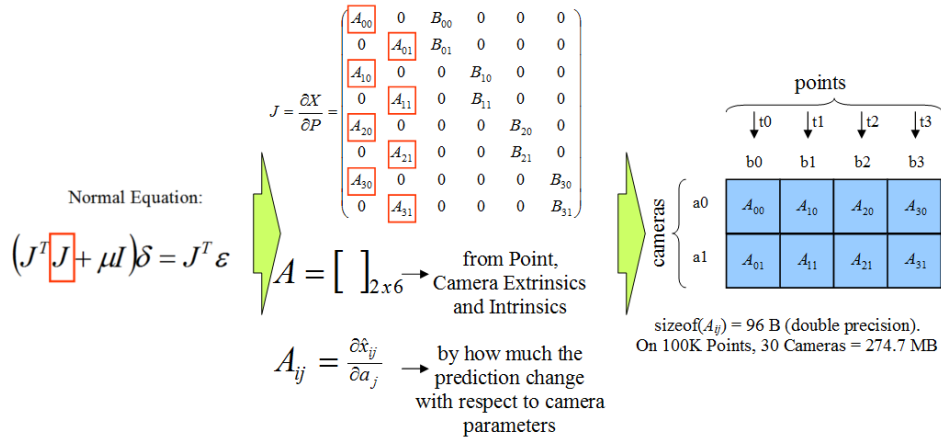 Normal Equation:
(JᵀJ + μI)δ = Jᵀε
J = ∂X/∂P =
A₀₀ 0 B₀₀ 0 0 0
0 A₀₁ B₀₁ 0 0 0
A₁₀ 0 0 B₁₀ 0 0
0 A₁₁ 0 B₁₁ 0 0
A₂₀ 0 0 0 B₂₀ 0
0 A₂₁ 0 0 B₂₁ 0
A₃₀ 0 0 0 0 B₃₀
0 A₃₁ 0 0 0 B₃₁
A = [ ]₂ₓ₆
from Point,
Camera Extrinsics
and Intrinsics
Aᵢⱼ = ∂x̂ᵢⱼ/∂aⱼ
by how much the
prediction change
with respect to camera
parameters
points
t0 t1 t2 t3
b0 b1 b2 b3
cameras
a0 A₀₀ A₁₀ A₂₀ A₃₀
a1 A₀₁ A₁₁ A₂₁ A₃₁
sizeof(Aᵢⱼ) = 96 B (double precision).
On 100K Points, 30 Cameras = 274.7 MB